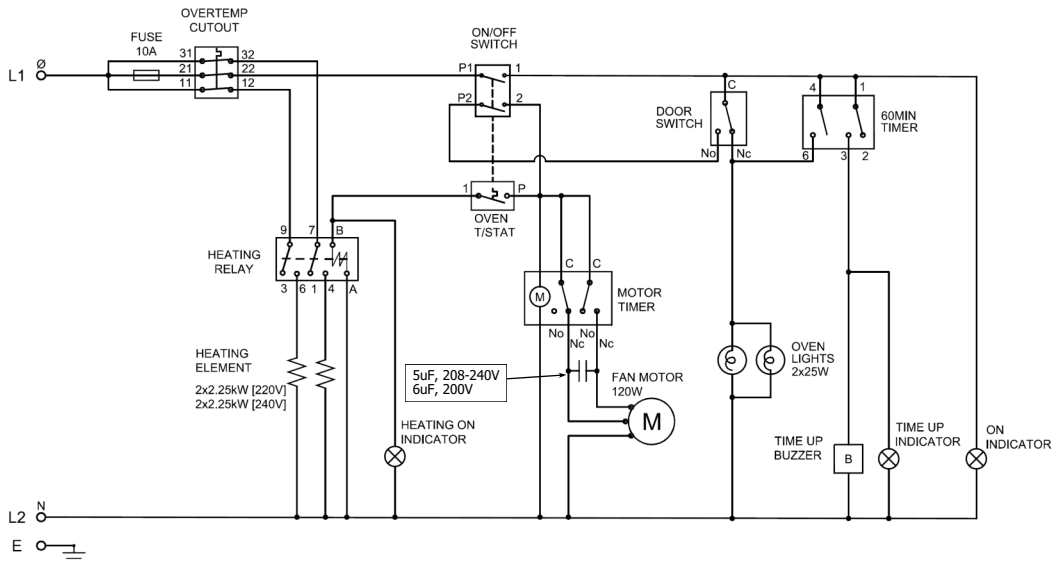 OVERTEMP
CUTOUT
FUSE
10A
31 32
21 22
11 12
L1 Ø
ON/OFF
SWITCH
P1 1
P2 2
DOOR
SWITCH
C
No Nc
4 1
60MIN
TIMER
6 3 2
1 P
OVEN
T/STAT
HEATING
RELAY
9 7 B
3 6 1 4 A
C C
M
MOTOR
TIMER
No No
Nc Nc
HEATING
ELEMENT
2x2.25kW [220V]
2x2.25kW [240V]
5uF, 208-240V
6uF, 200V
FAN MOTOR
120W
M
OVEN
LIGHTS
2x25W
HEATING ON
INDICATOR
TIME UP
BUZZER
B
TIME UP
INDICATOR
ON
INDICATOR
L2 N
E